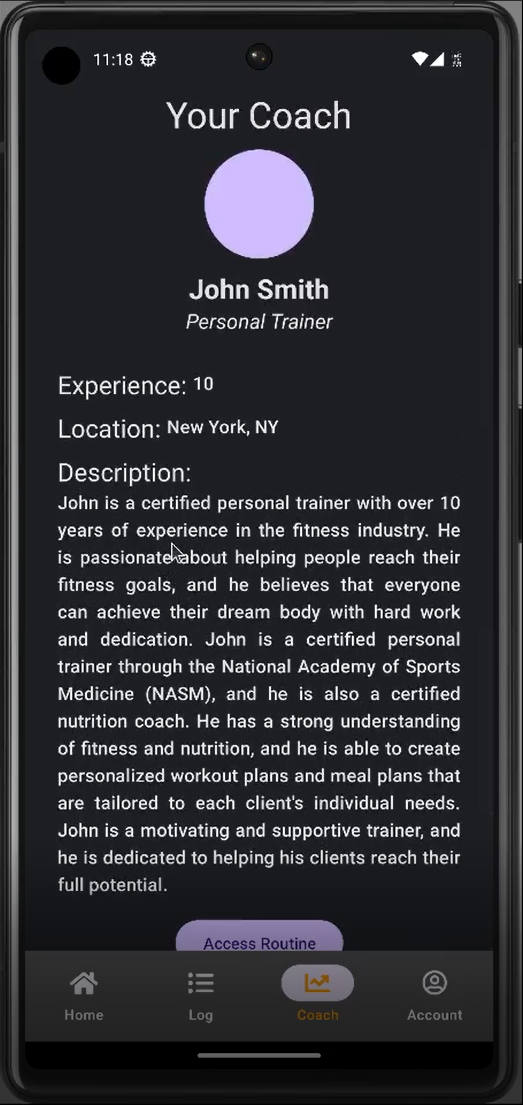 11:18
Your Coach
John Smith
Personal Trainer
Experience: 10
Location: New York, NY
Description:
John is a certified personal trainer with over 10
years of experience in the fitness industry. He
is passionate about helping people reach their
fitness goals, and he believes that everyone
can achieve their dream body with hard work
and dedication. John is a certified personal
trainer through the National Academy of Sports
Medicine (NASM), and he is also a certified
nutrition coach. He has a strong understanding
of fitness and nutrition, and he is able to create
personalized workout plans and meal plans that
are tailored to each client's individual needs.
John is a motivating and supportive trainer, and
he is dedicated to helping his clients reach their
full potential.
Access Routine
Home Log Coach Account